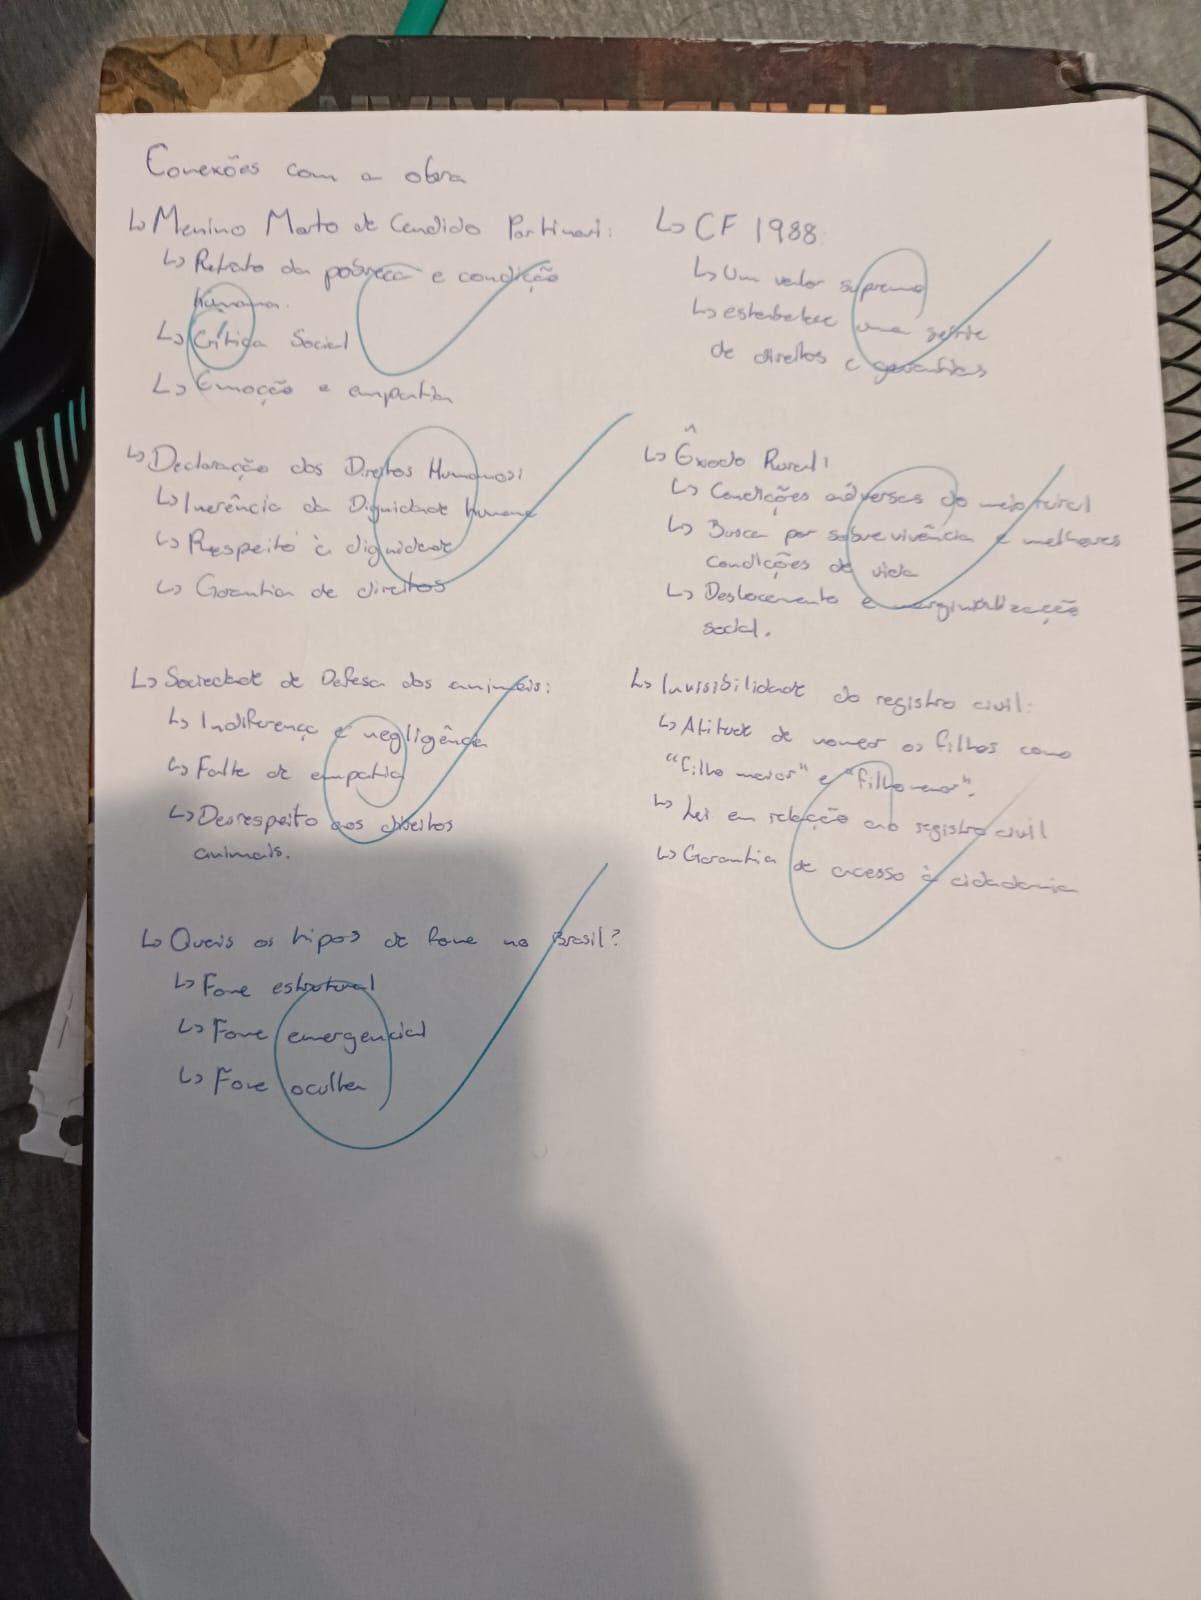 Conexões com a obra
↳ Menino Morto de Candido Portinari:
↳ Retrato da pobreza e condição
humana.
↳ Crítica Social
↳ Emoção e empatia
↳ Declaração dos Direitos Humanos:
↳ Inerência da Dignidade humana
↳ Respeito à dignidade
↳ Garantia de direitos
↳ Sociedade de Defesa dos animais:
↳ Indiferença e negligência
↳ Falta de empatia
↳ Desrespeito aos direitos
animais.
↳ Quais os tipos de fome no Brasil?
↳ Fome estrutural
↳ Fome emergencial
↳ Fome oculta
↳ CF 1988
↳ Um valor supremo
↳ estabelece uma série
de direitos e garantias
↳ Êxodo Rural:
↳ Condições adversas do meio rural
↳ Busca por sobrevivência e melhores
condições de vida
↳ Deslocamento e marginalização
social.
↳ Invisibilidade do registro civil:
↳ Atitude de nomear os filhos como
"filho maior" e "filho menor".
↳ Lei em relação ao registro civil
↳ Garantia de acesso à cidadania